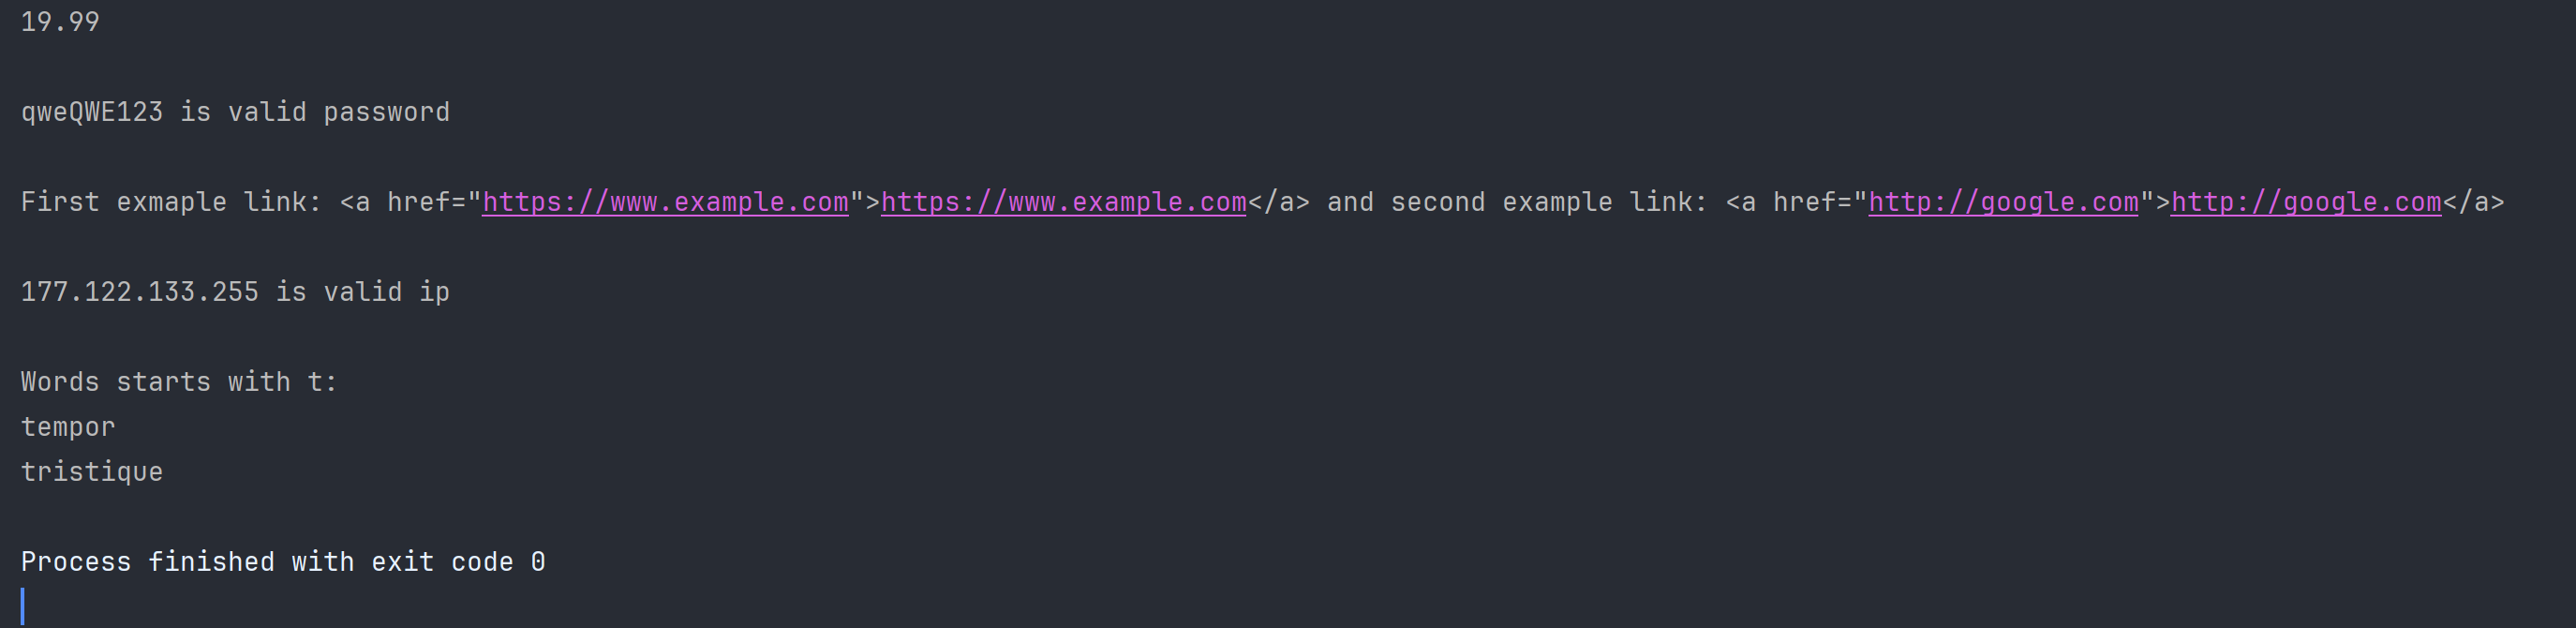 19.99
qweQWE123 is valid password
First exmaple link: <a href="https://www.example.com">https://www.example.com</a> and second example link: <a href="http://google.com">http://google.com</a>
177.122.133.255 is valid ip
Words starts with t:
tempor
tristique
Process finished with exit code 0